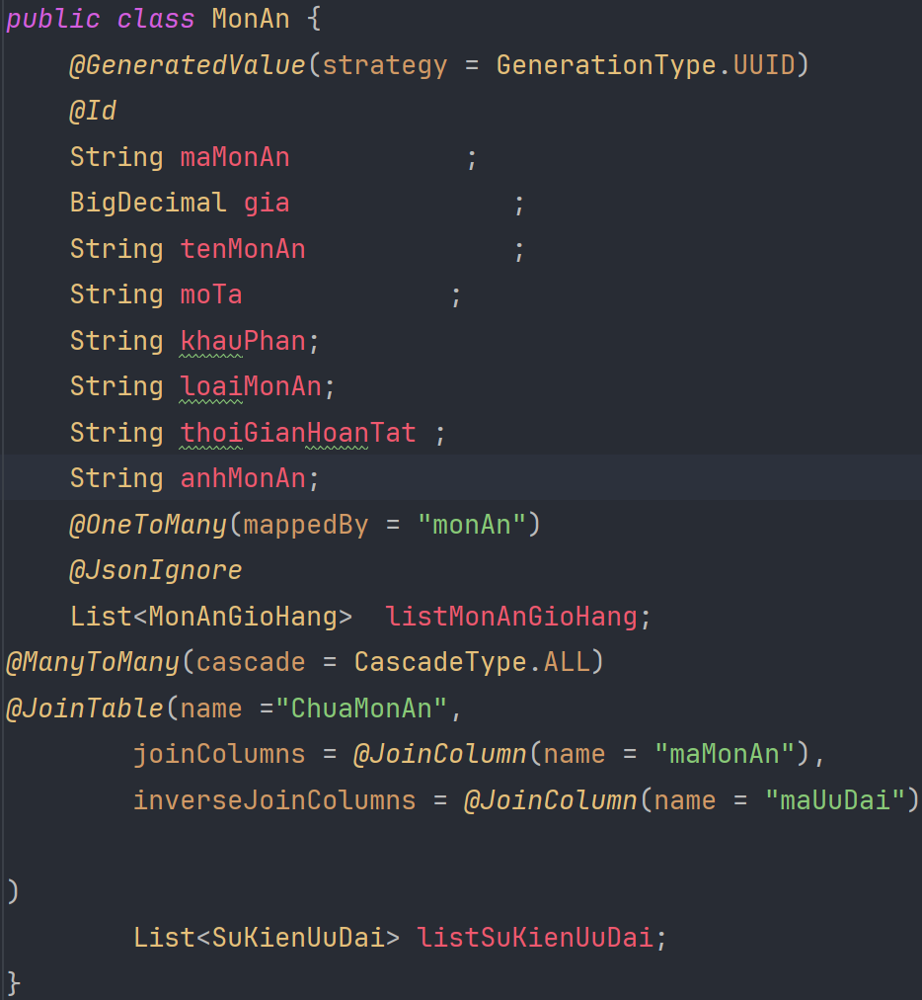 public class MonAn {
    @GeneratedValue(strategy = GenerationType.UUID)
    @Id
    String maMonAn           ;
    BigDecimal gia              ;
    String tenMonAn             ;
    String moTa             ;
    String khauPhan;
    String loaiMonAn;
    String thoiGianHoanTat ;
    String anhMonAn;
    @OneToMany(mappedBy = "monAn")
    @JsonIgnore
    List<MonAnGioHang>  listMonAnGioHang;
@ManyToMany(cascade = CascadeType.ALL)
@JoinTable(name ="ChuaMonAn",
        joinColumns = @JoinColumn(name = "maMonAn"),
        inverseJoinColumns = @JoinColumn(name = "maUuDai")
)
        List<SuKienUuDai> listSuKienUuDai;
}